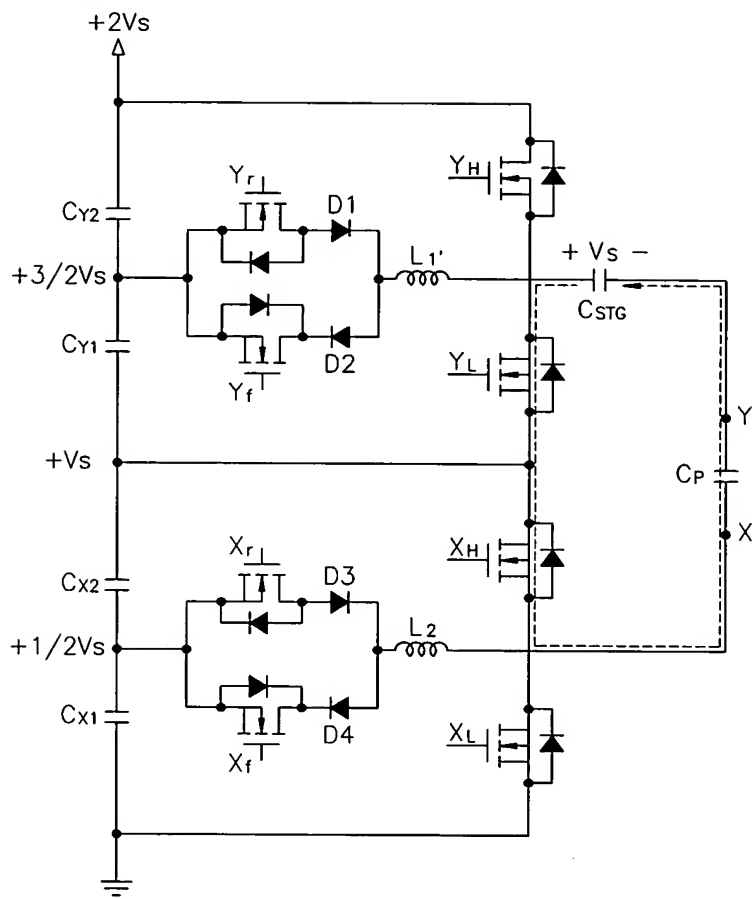 +2Vs
YH
Yr
D1
CY2
L1'
+ Vs -
+3/2Vs
CSTG
CY1
D2
YL
Yf
Y
+Vs
CP
Xr
XH
X
D3
CX2
L2
+1/2Vs
CX1
D4
XL
Xf